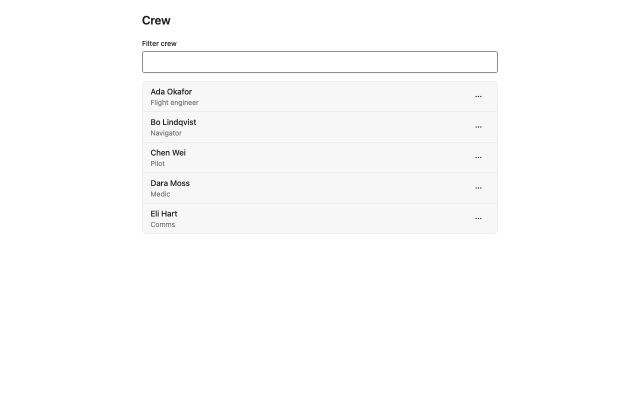 Crew
Filter crew
Ada Okafor
Flight engineer
...
Bo Lindqvist
Navigator
...
Chen Wei
Pilot
...
Dara Moss
Medic
...
Eli Hart
Comms
...